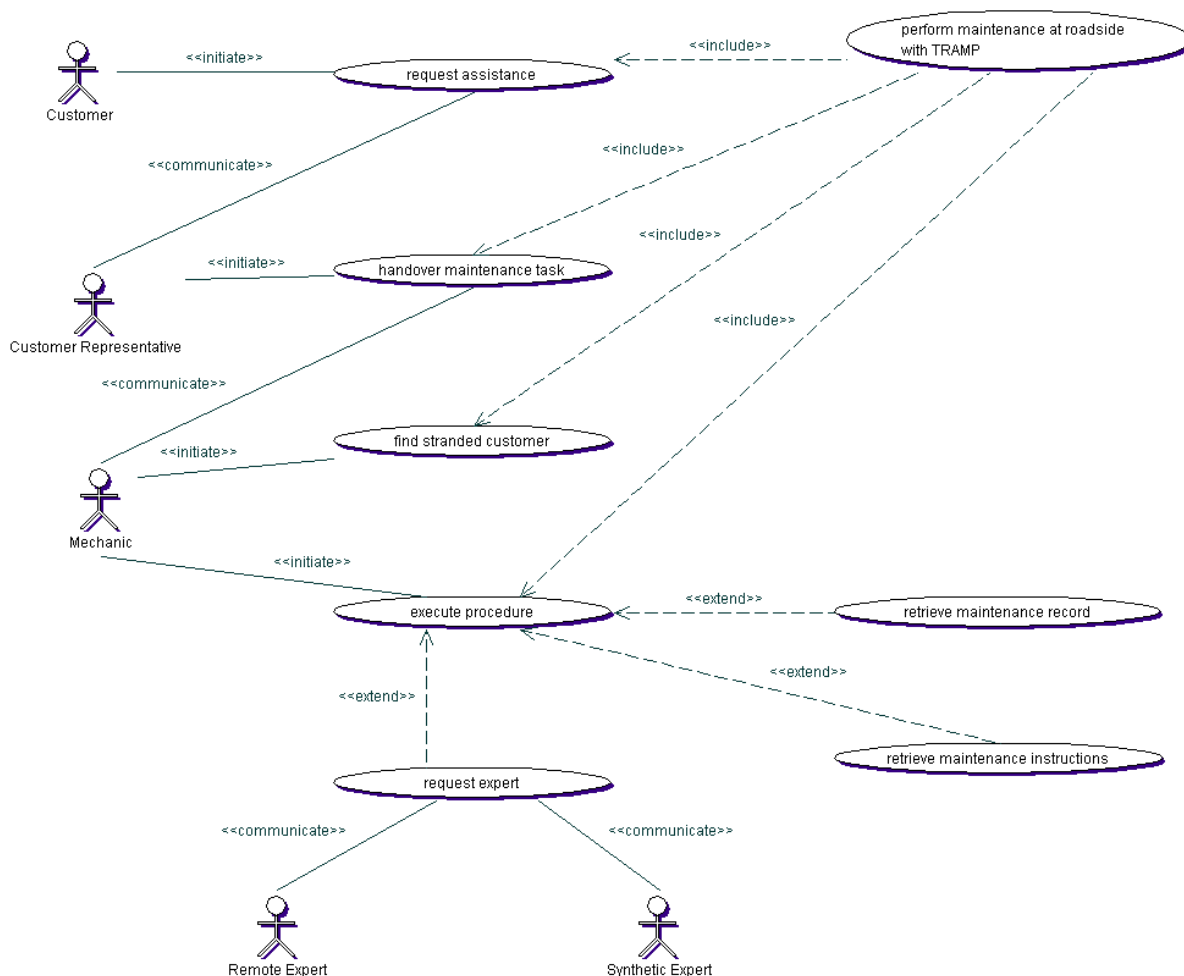 perform maintenance at roadside
with TRAMP
<<include>>
<<initiate>>
request assistance
Customer
<<communicate>>
<<include>>
<<include>>
<<initiate>>
handover maintenance task
<<include>>
Customer Representative
<<communicate>>
find stranded customer
<<initiate>>
Mechanic
<<initiate>>
execute procedure
<<extend>>
retrieve maintenance record
<<extend>>
<<extend>>
retrieve maintenance instructions
request expert
<<communicate>>
<<communicate>>
Remote Expert
Synthetic Expert